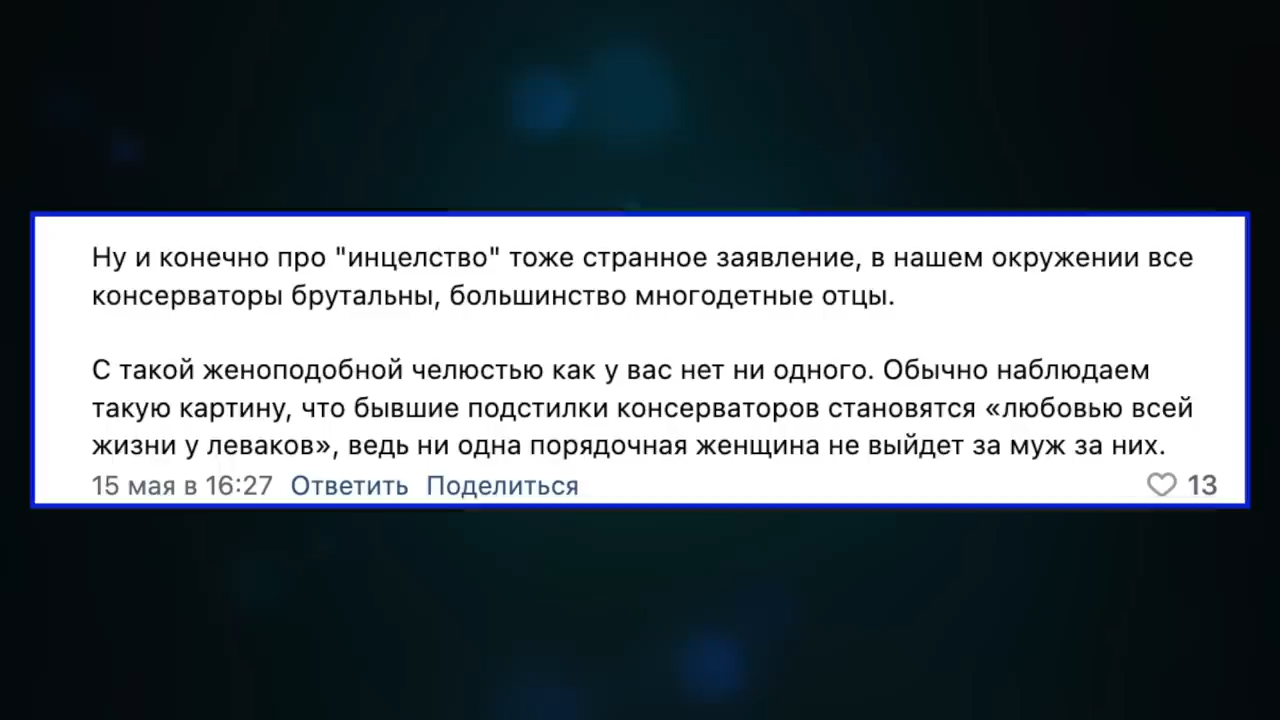 Ну и конечно про "инцелство" тоже странное заявление, в нашем окружении все
консерваторы брутальны, большинство многодетные отцы.
С такой женоподобной челюстью как у вас нет ни одного. Обычно наблюдаем
такую картину, что бывшие подстилки консерваторов становятся «любовью всей
жизни у леваков», ведь ни одна порядочная женщина не выйдет за муж за них.
15 мая в 16:27 Ответить Поделиться 13